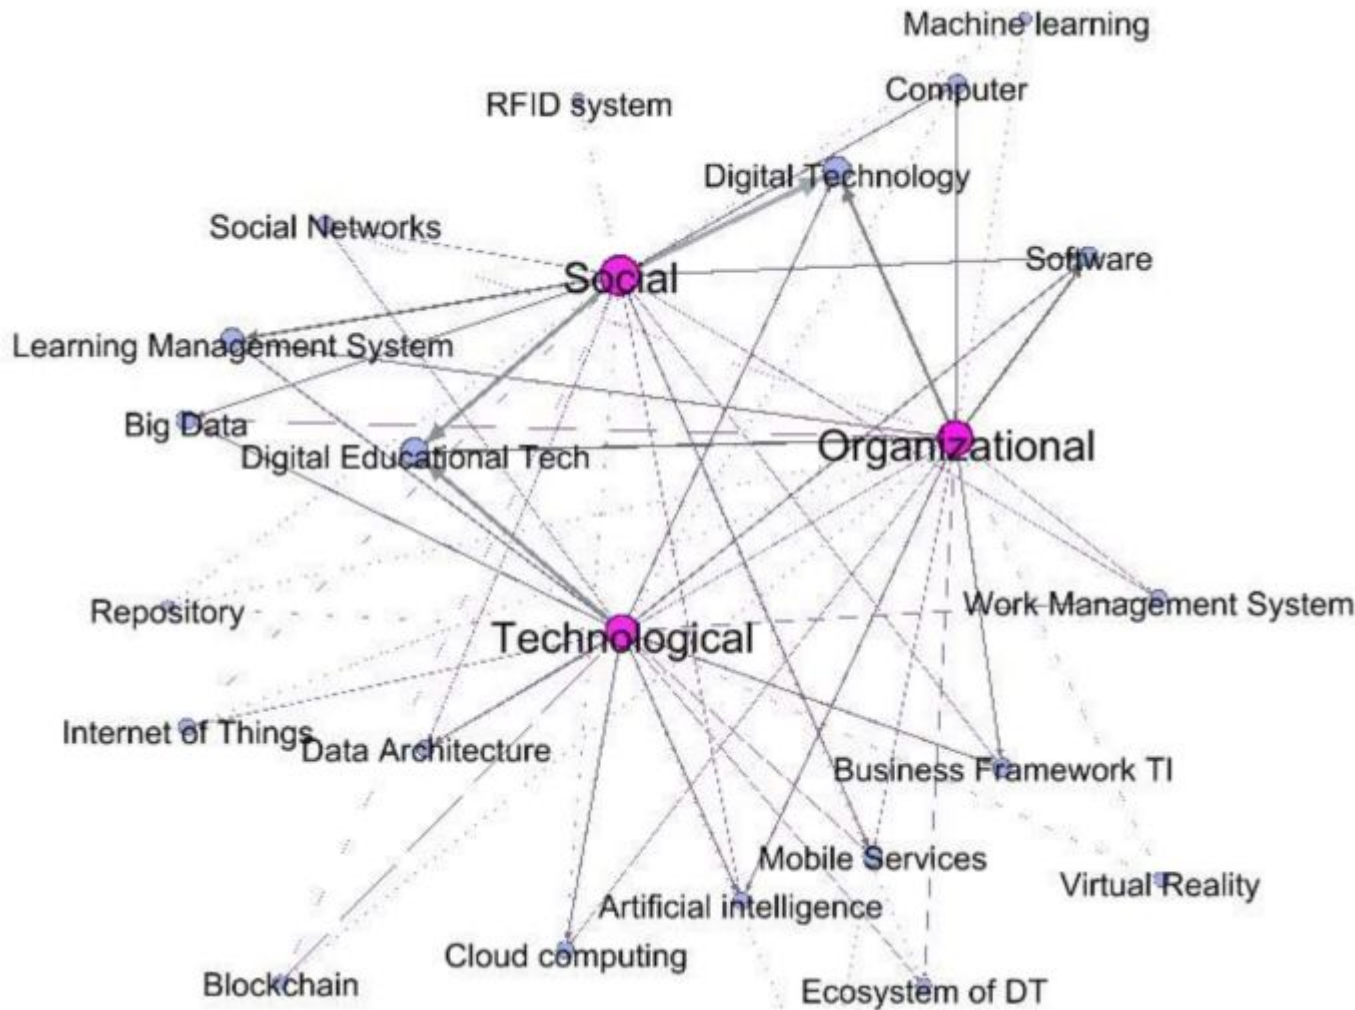 Machine learning
Computer
RFID system
Digital Technology
Social Networks
Software
Social
Learning Management System
Big Data
Organizational
Digital Educational Tech
Work Management System
Repository
Technological
Internet of Things
Data Architecture
Business Framework TI
Mobile Services
Virtual Reality
Artificial intelligence
Cloud computing
Blockchain
Ecosystem of DT